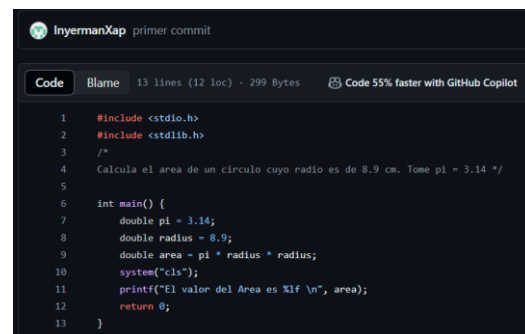 InyermanXap primer commit
Code Blame 13 lines (12 loc) · 299 Bytes Code 55% faster with GitHub Copilot
1 #include <stdio.h>
2 #include <stdlib.h>
3 /*
4 Calcula el area de un circulo cuyo radio es de 8.9 cm. Tome pi = 3.14 */
5
6 int main() {
7 double pi = 3.14;
8 double radius = 8.9;
9 double area = pi * radius * radius;
10 system("cls");
11 printf("El valor del Area es %lf \n", area);
12 return 0;
13 }